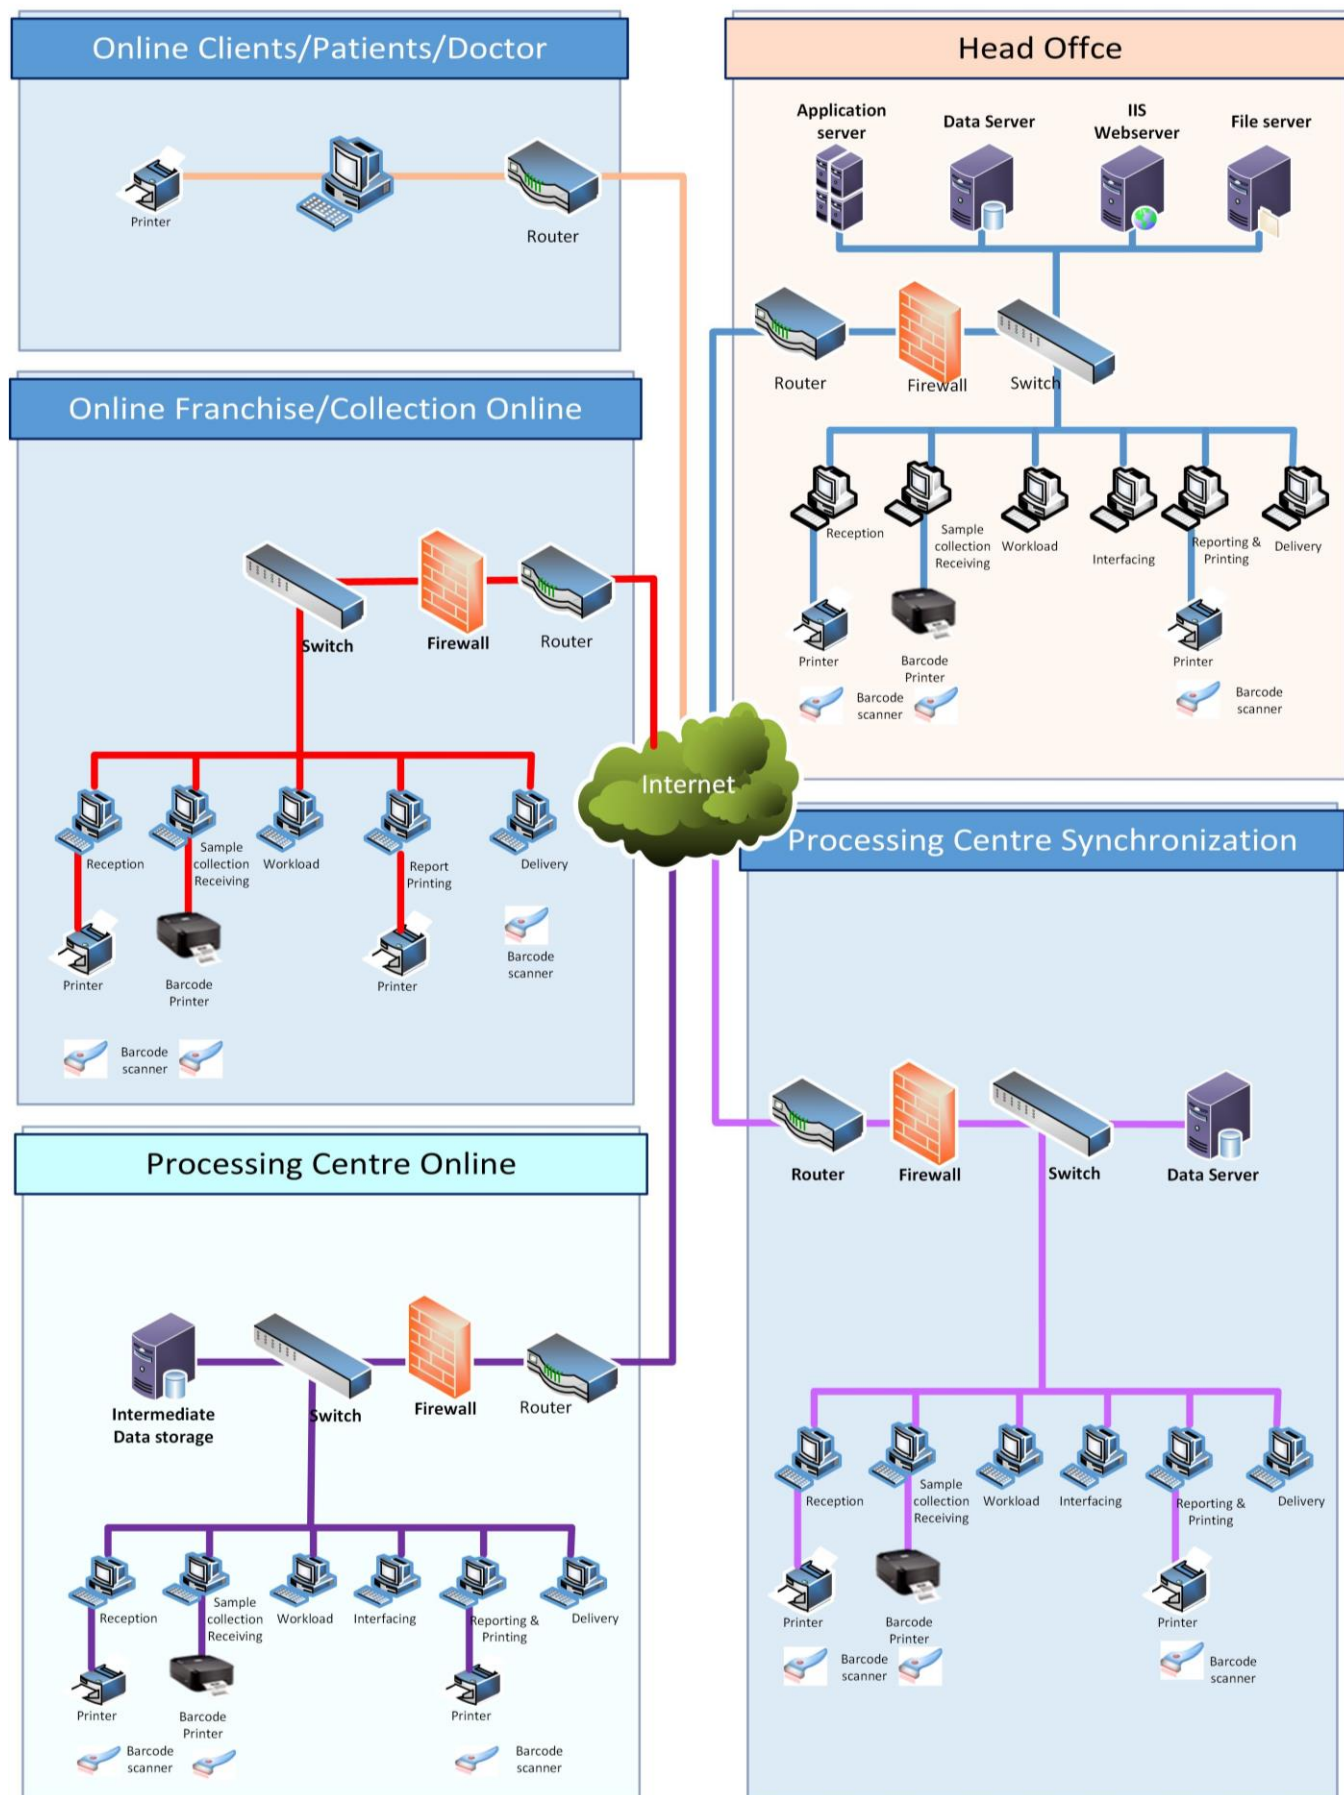 Online Clients/Patients/Doctor
Printer
Router
Head Offce
Application
server
Data Server
IIS
Webserver
File server
Router
Firewall
Switch
Reception
Sample
collection
Receiving
Workload
Interfacing
Reporting &
Printing
Delivery
Printer
Barcode
Printer
Printer
Barcode
scanner
Barcode
scanner
Online Franchise/Collection Online
Switch
Firewall
Router
Reception
Sample
collection
Receiving
Workload
Report
Printing
Delivery
Printer
Barcode
Printer
Printer
Barcode
scanner
Barcode
scanner
Internet
Processing Centre Synchronization
Router
Firewall
Switch
Data Server
Reception
Sample
collection
Receiving
Workload
Interfacing
Reporting &
Printing
Delivery
Printer
Barcode
Printer
Printer
Barcode
scanner
Barcode
scanner
Processing Centre Online
Intermediate
Data storage
Switch
Firewall
Router
Reception
Sample
collection
Receiving
Workload
Interfacing
Reporting &
Printing
Delivery
Printer
Barcode
Printer
Printer
Barcode
scanner
Barcode
scanner